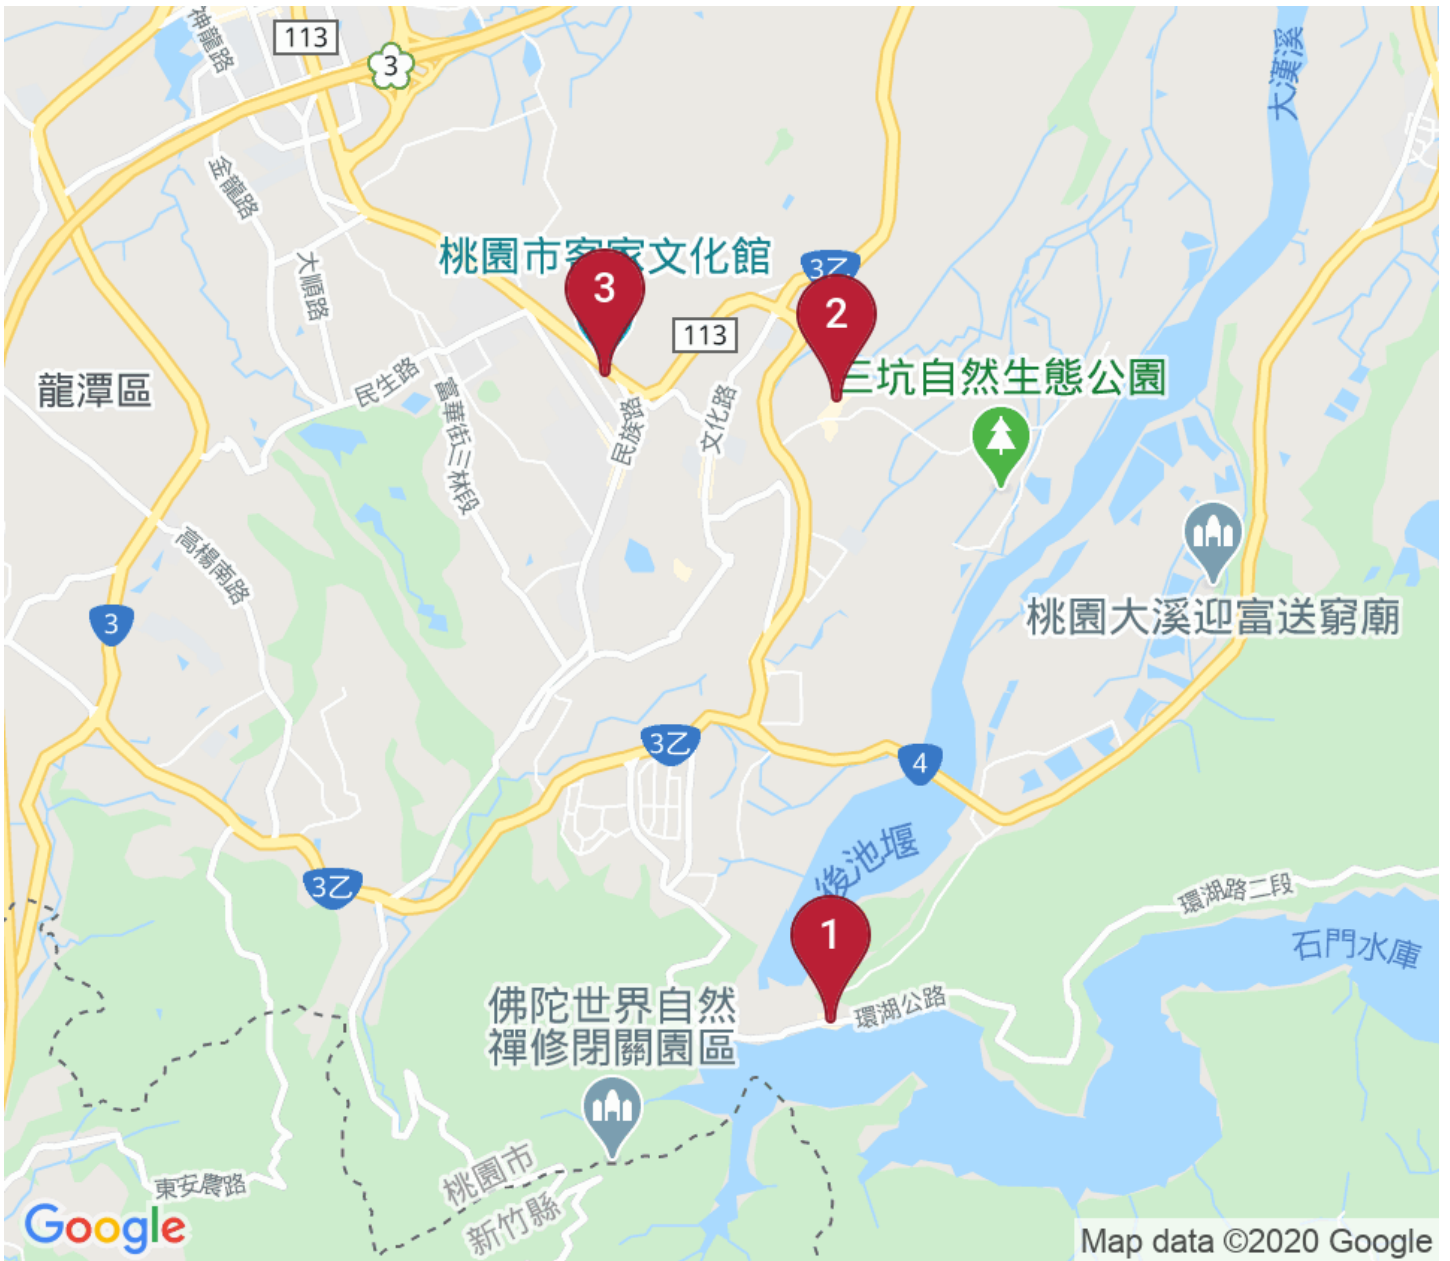 113
3
神龍路
大漢溪
金龍路
桃園市客家文化館
大順路
3乙
3
2
113
三坑自然生態公園
龍潭區
民生路
富華街三林段
民族路
文化路
高楊南路
3
桃園大溪迎富送窮廟
3乙
4
後池堰
3乙
環湖路二段
1
石門水庫
環湖公路
佛陀世界自然
禪修閉關園區
桃園市
新竹縣
東安農路
Google
Map data ©2020 Google